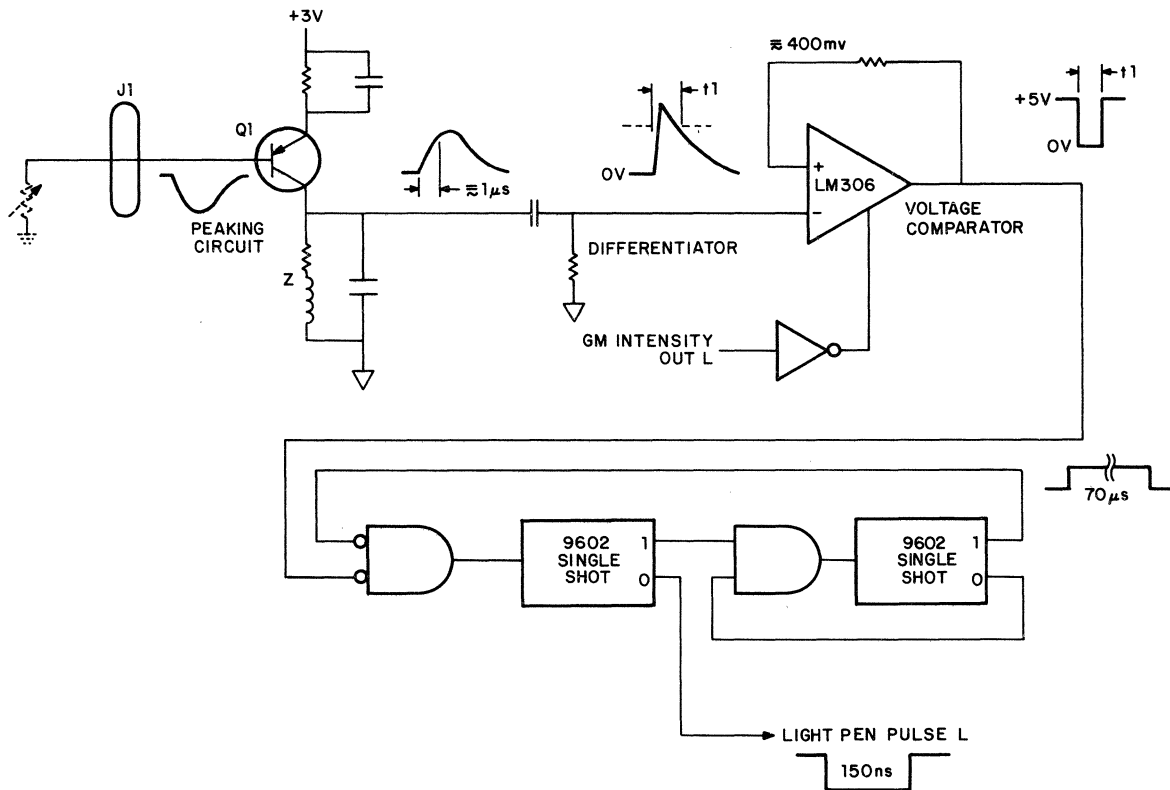 +3V
J1
Q1
PEAKING
CIRCUIT
Z
≂1μs
0V
t1
DIFFERENTIATOR
≂ 400mv
+
LM306
-
VOLTAGE
COMPARATOR
t1
+5V
0V
GM INTENSITY
OUT L
70μs
9602
SINGLE
SHOT
1
0
9602
SINGLE
SHOT
1
0
LIGHT PEN PULSE L
150ns